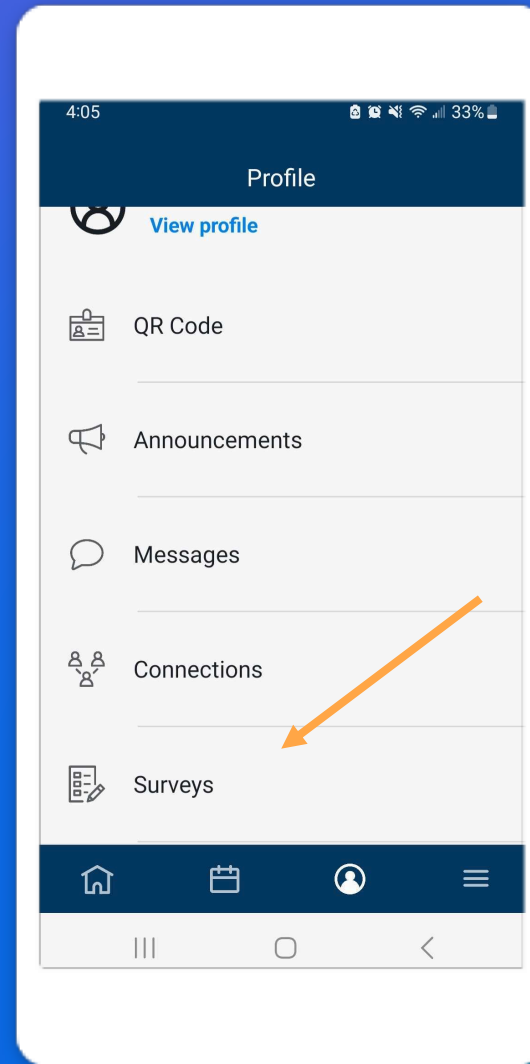 4:05 33%
Profile
View profile
QR Code
Announcements
Messages
Connections
Surveys